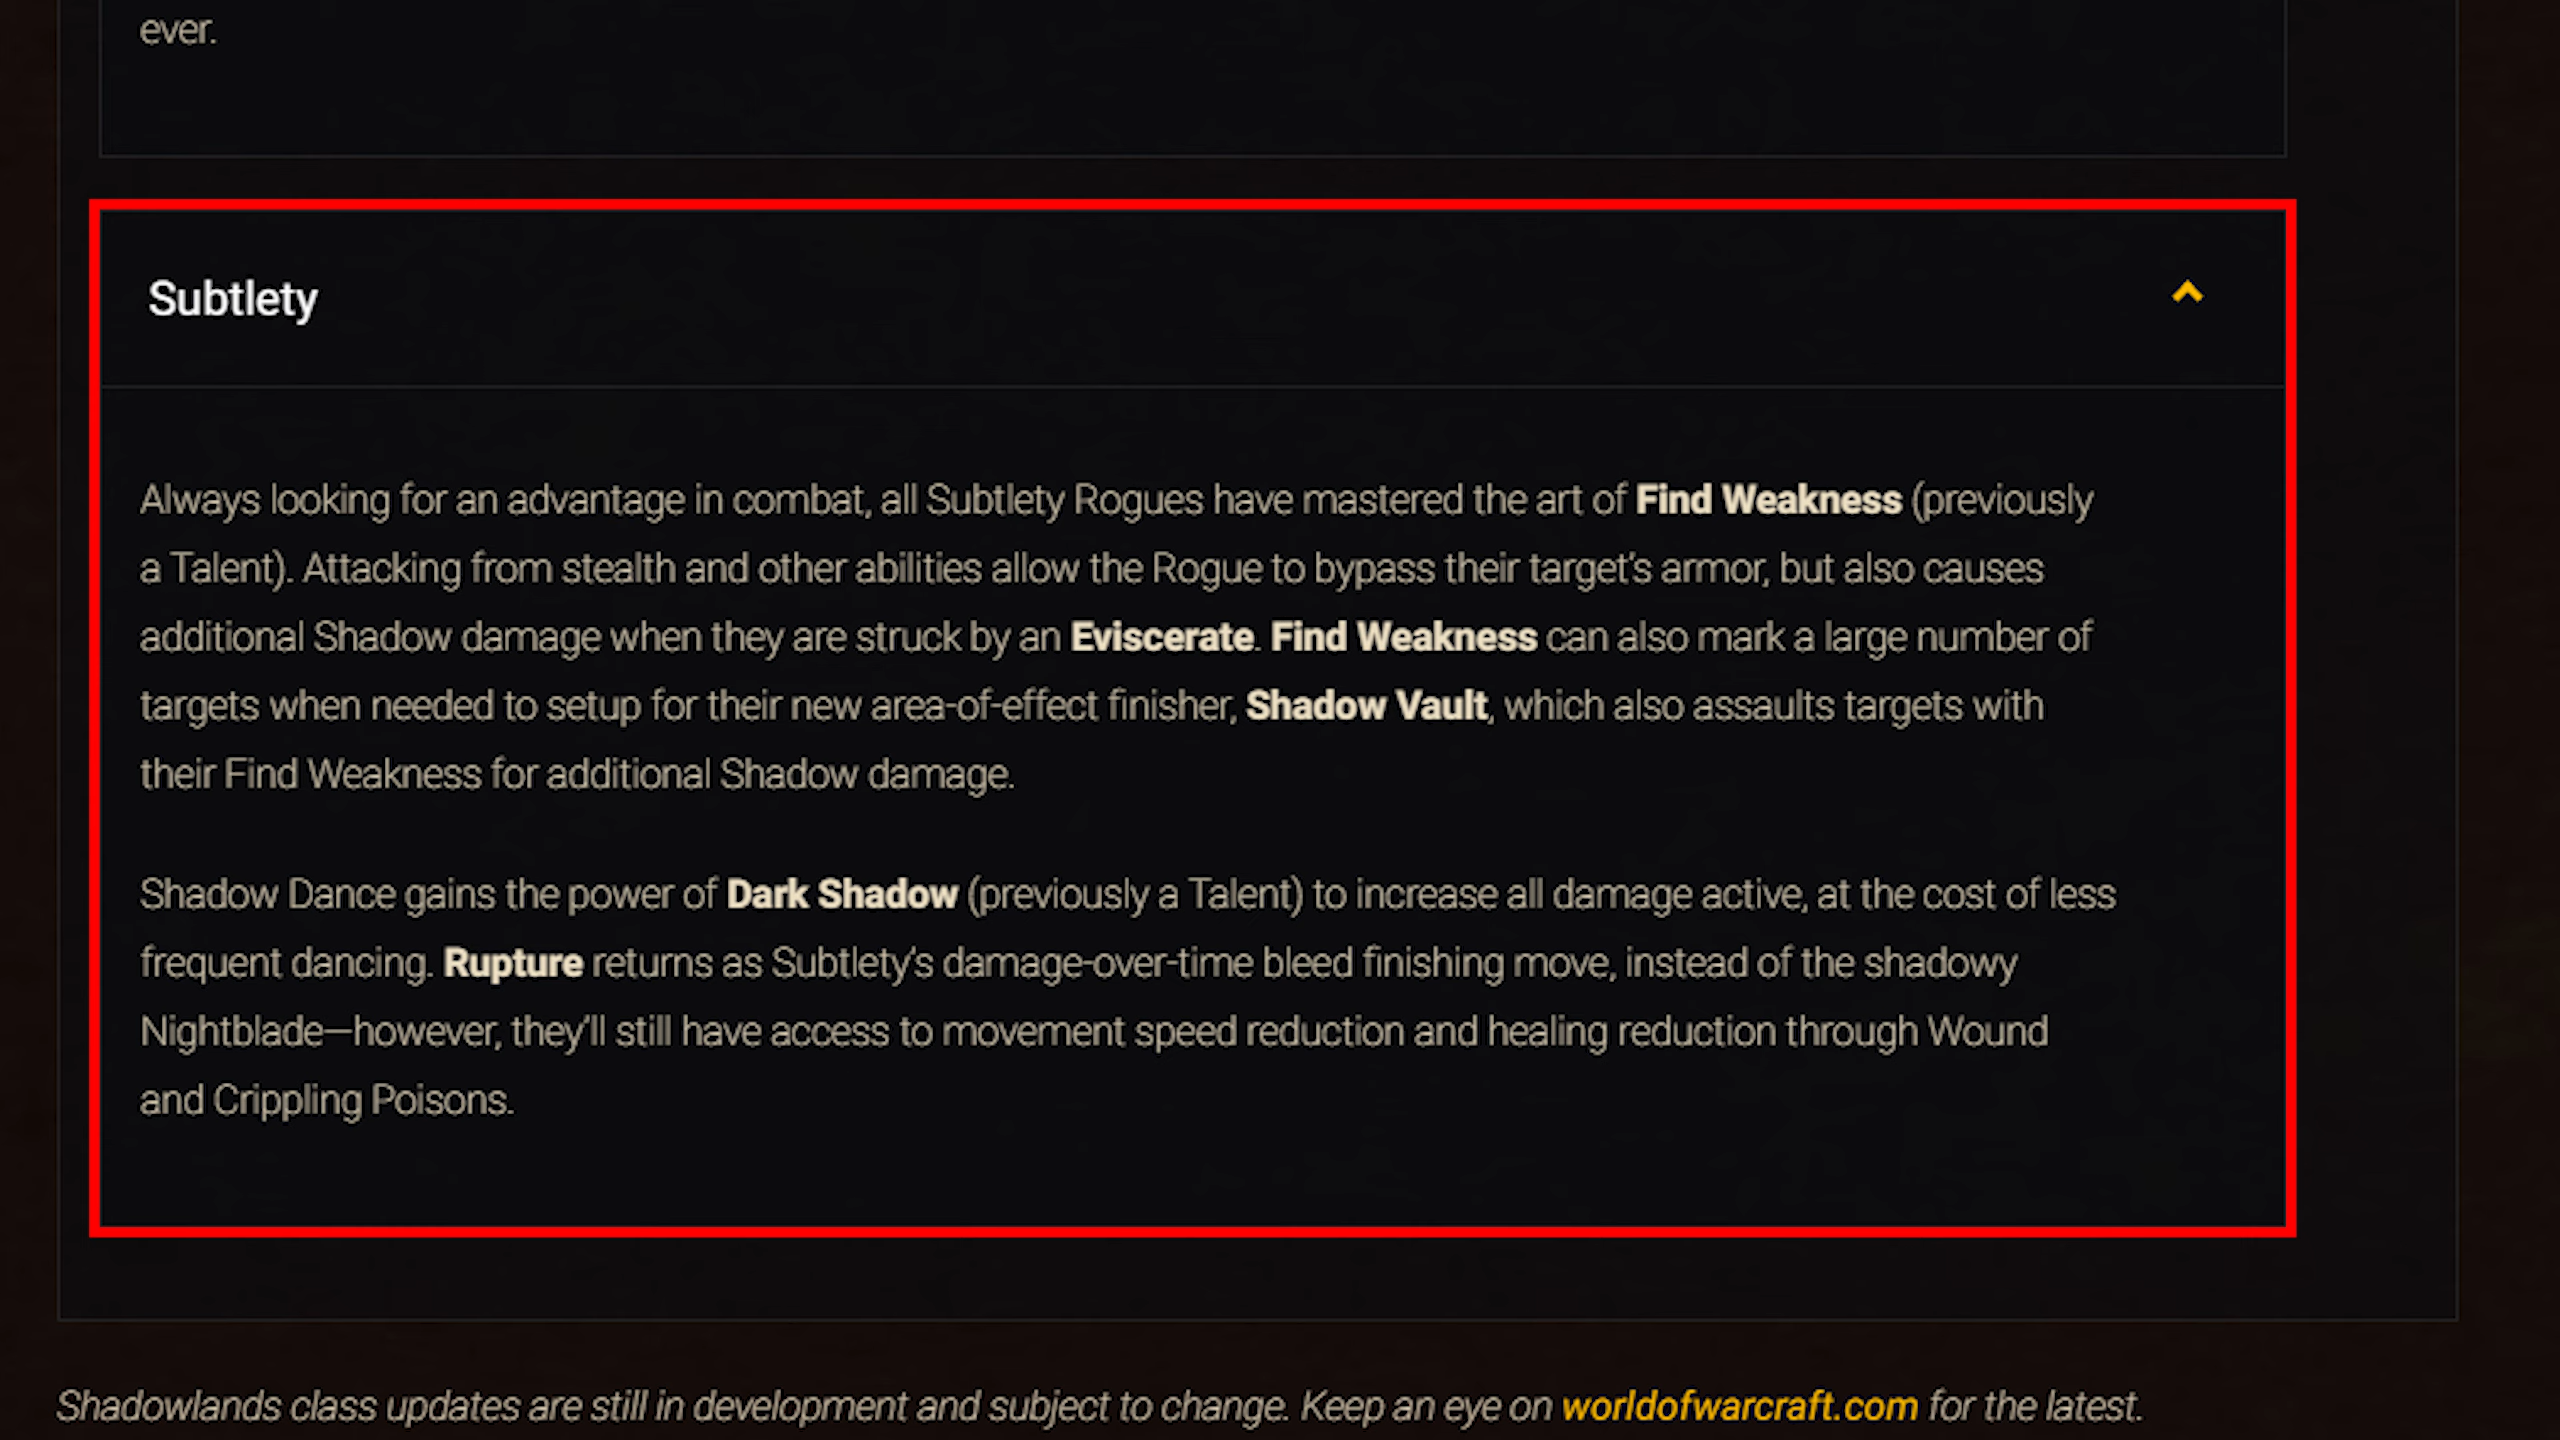 ever.
Subtlety
Always looking for an advantage in combat, all Subtlety Rogues have mastered the art of Find Weakness (previously
a Talent). Attacking from stealth and other abilities allow the Rogue to bypass their target's armor, but also causes
additional Shadow damage when they are struck by an Eviscerate. Find Weakness can also mark a large number of
targets when needed to setup for their new area-of-effect finisher, Shadow Vault, which also assaults targets with
their Find Weakness for additional Shadow damage.
Shadow Dance gains the power of Dark Shadow (previously a Talent) to increase all damage active, at the cost of less
frequent dancing. Rupture returns as Subtlety's damage-over-time bleed finishing move, instead of the shadowy
Nightblade—however, they'll still have access to movement speed reduction and healing reduction through Wound
and Crippling Poisons.
Shadowlands class updates are still in development and subject to change. Keep an eye on worldofwarcraft.com for the latest.